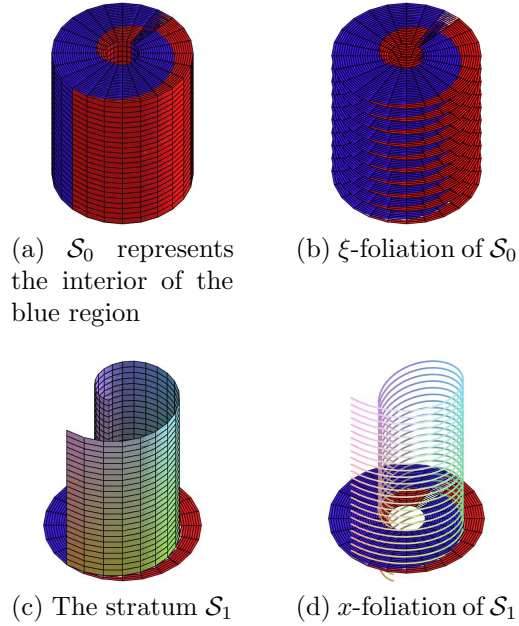 (a) 𝒮₀ represents
the interior of the
blue region
(b) ξ-foliation of 𝒮₀
(c) The stratum 𝒮₁
(d) x-foliation of 𝒮₁